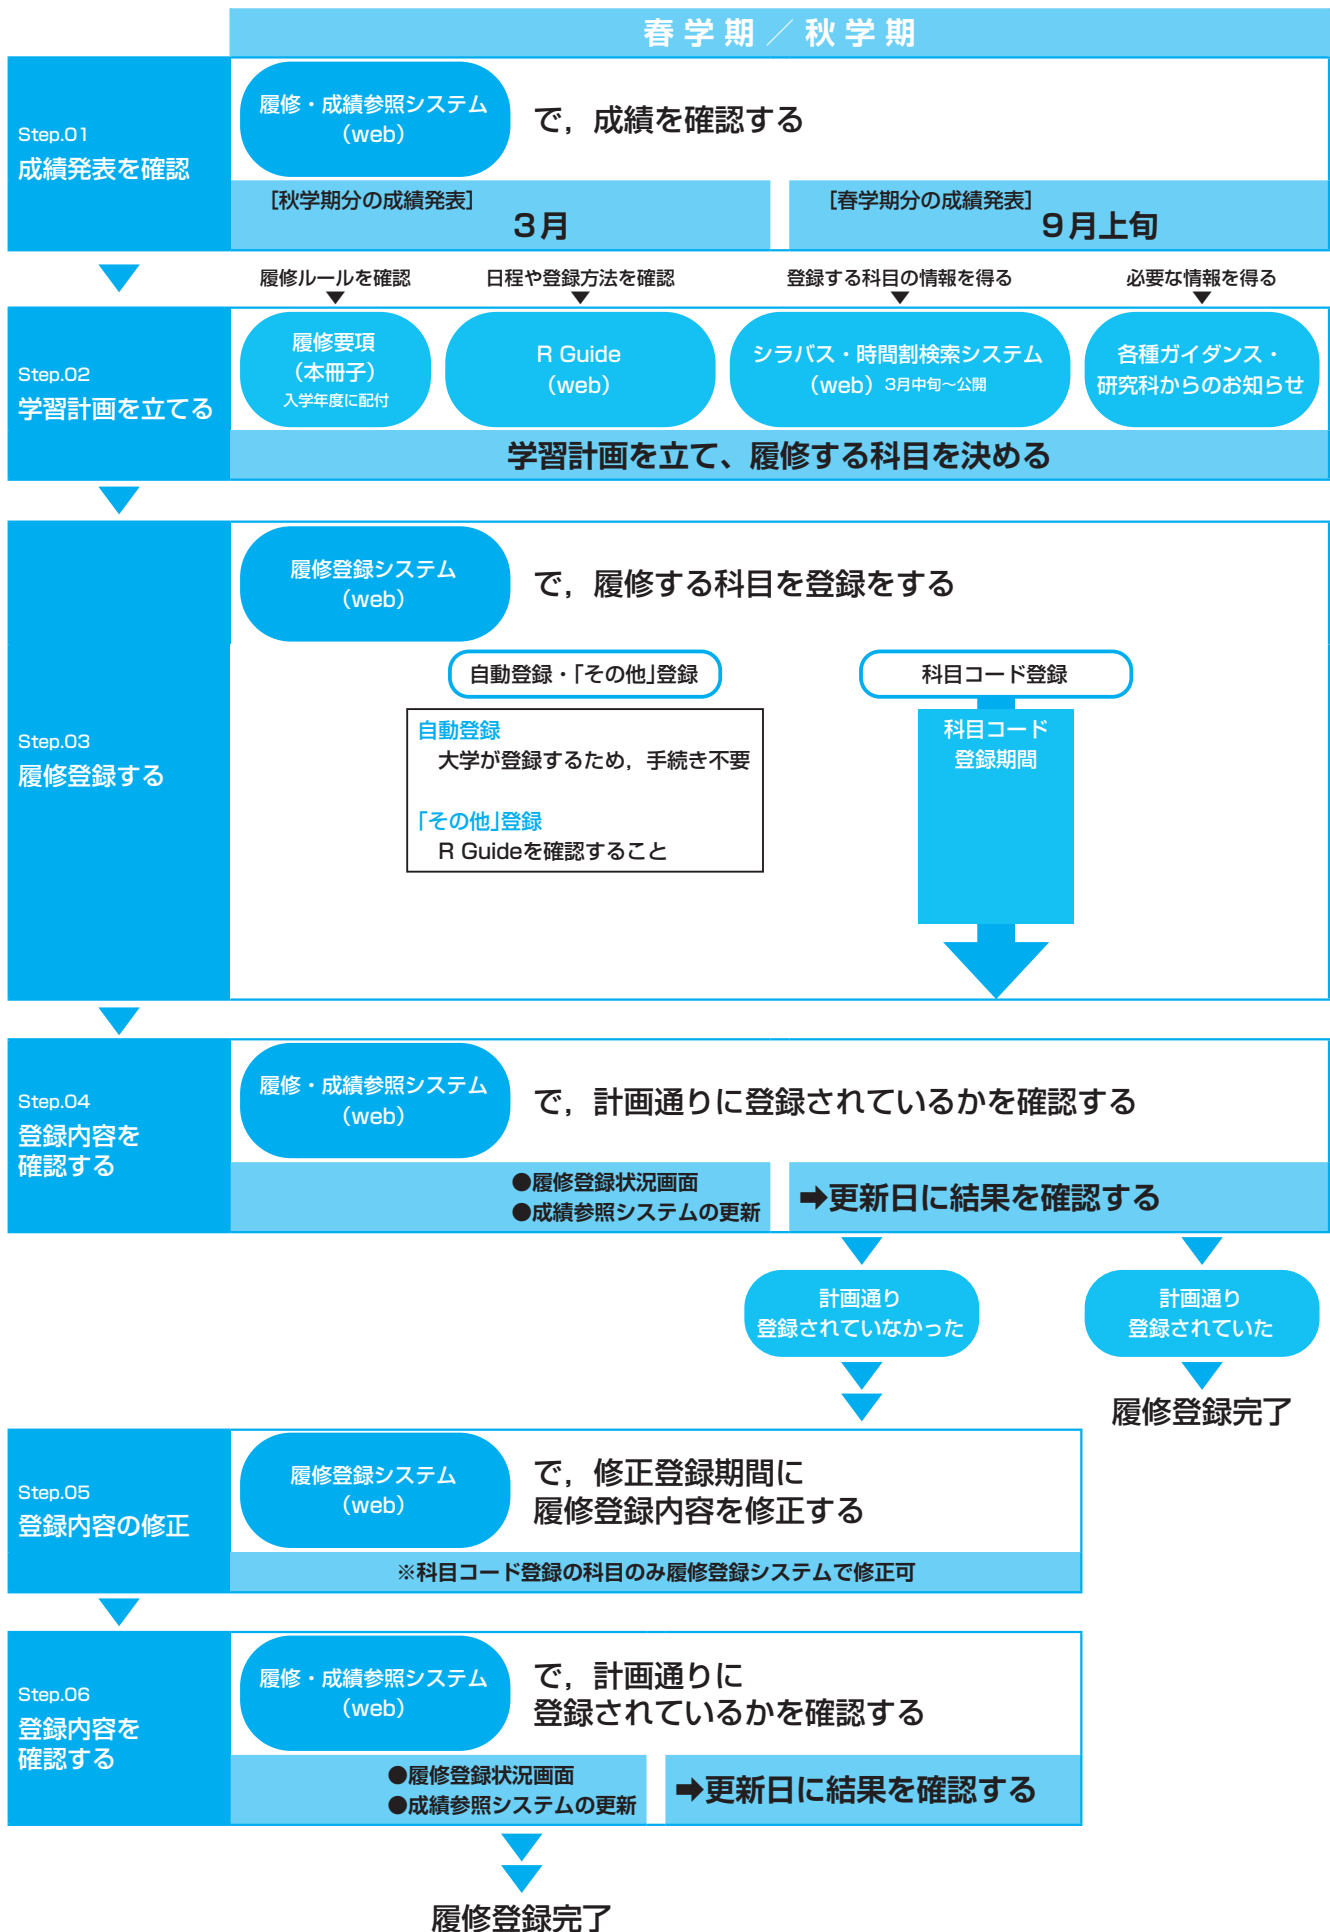 春学期／秋学期
Step.01
成績発表を確認
履修・成績参照システム
（web）
で，成績を確認する
［秋学期分の成績発表］
3月
［春学期分の成績発表］
9月上旬
履修ルールを確認
日程や登録方法を確認
登録する科目の情報を得る
必要な情報を得る
Step.02
学習計画を立てる
履修要項
（本冊子）
入学年度に配付
R Guide
（web）
シラバス・時間割検索システム
（web）3月中旬～公開
各種ガイダンス・
研究科からのお知らせ
学習計画を立て、履修する科目を決める
Step.03
履修登録する
履修登録システム
（web）
で，履修する科目を登録をする
自動登録・「その他」登録
自動登録
大学が登録するため，手続き不要
「その他」登録
R Guideを確認すること
科目コード登録
科目コード
登録期間
Step.04
登録内容を
確認する
履修・成績参照システム
（web）
で，計画通りに登録されているかを確認する
●履修登録状況画面
●成績参照システムの更新
➡更新日に結果を確認する
計画通り
登録されていなかった
計画通り
登録されていた
履修登録完了
Step.05
登録内容の修正
履修登録システム
（web）
で，修正登録期間に
履修登録内容を修正する
※科目コード登録の科目のみ履修登録システムで修正可
Step.06
登録内容を
確認する
履修・成績参照システム
（web）
で，計画通りに
登録されているかを確認する
●履修登録状況画面
●成績参照システムの更新
➡更新日に結果を確認する
履修登録完了